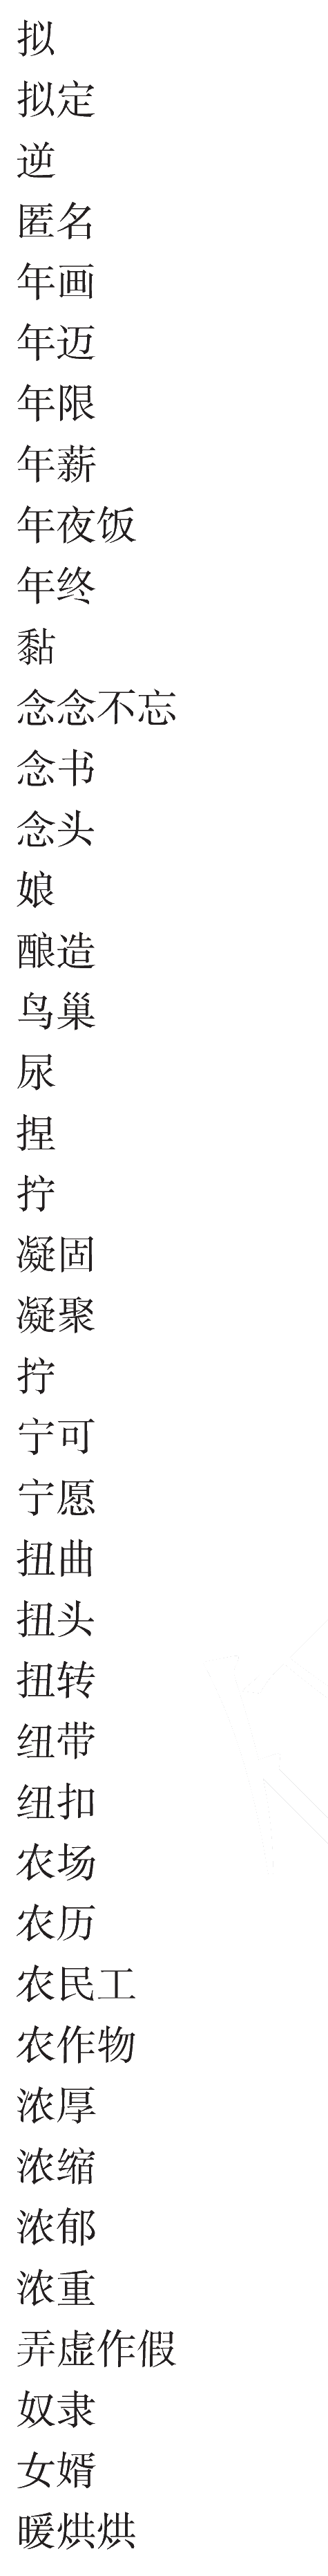 拟
拟定
逆
匿名
年画
年迈
年限
年薪
年夜饭
年终
黏
念念不忘
念书
念头
娘
酿造
鸟巢
尿
捏
拧
凝固
凝聚
拧
宁可
宁愿
扭曲
扭头
扭转
纽带
纽扣
农场
农历
农民工
农作物
浓厚
浓缩
浓郁
浓重
弄虚作假
奴隶
女婿
暖烘烘